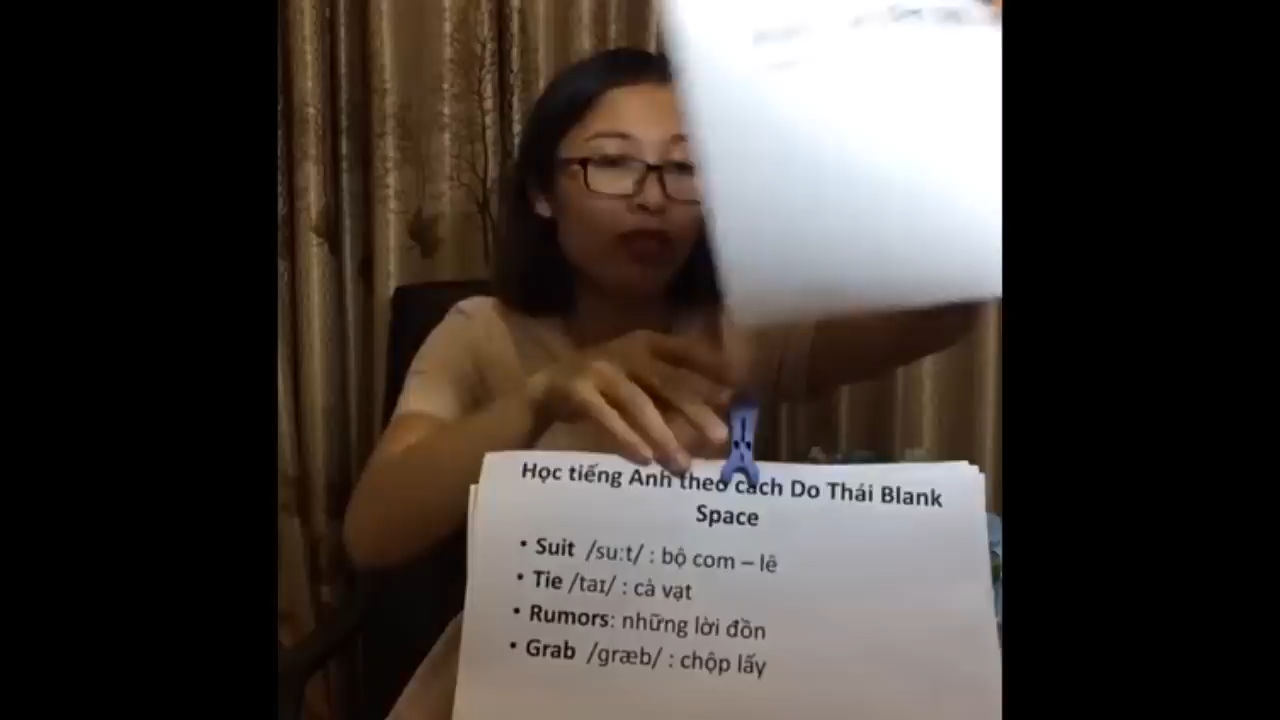 Học tiếng Anh theo cách Do Thái Blank
Space
• Suit /su:t/ : bộ com – lê
• Tie /taɪ/ : cà vạt
• Rumors: những lời đồn
• Grab /græb/ : chộp lấy